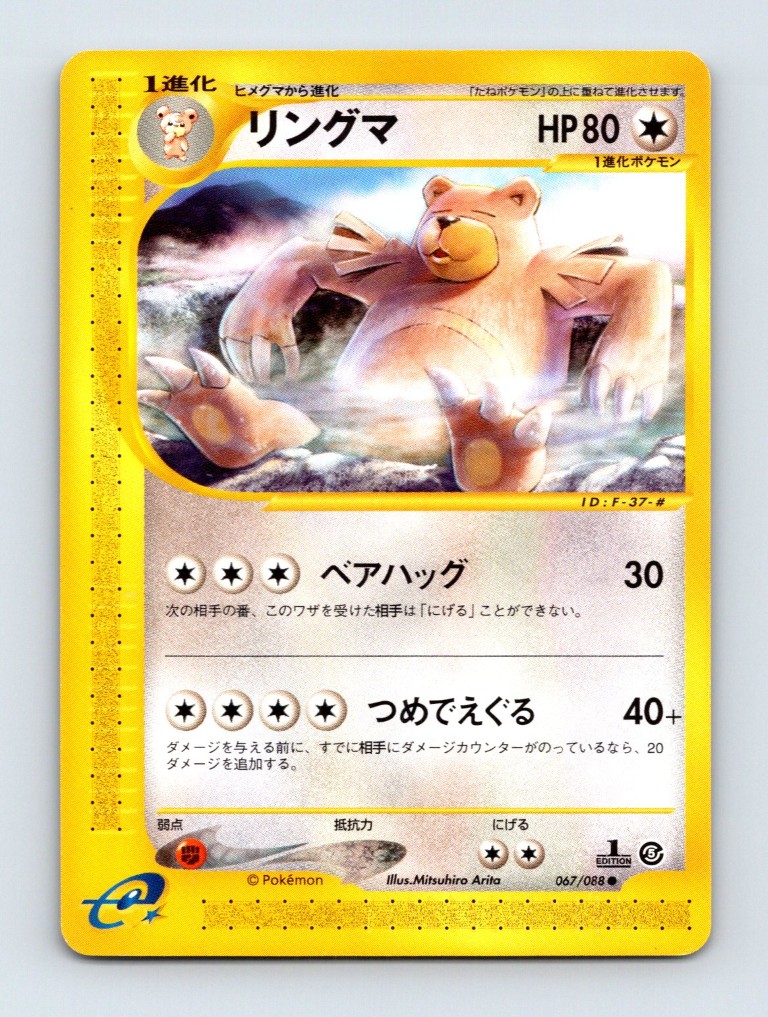 1進化
ヒメグマから進化
「たねポケモン」の上に重ねて進化させます。
リングマ
HP80
1進化ポケモン
ID:F-37-#
ベアハッグ 30
次の相手の番、このワザを受けた相手は「にげる」ことができない。
つめでえぐる 40+
ダメージを与える前に、すでに相手にダメージカウンターがのっているなら、20
ダメージを追加する。
弱点 抵抗力 にげる
1
EDITION
© Pokémon Illus.Mitsuhiro Arita 067/088 ●
e